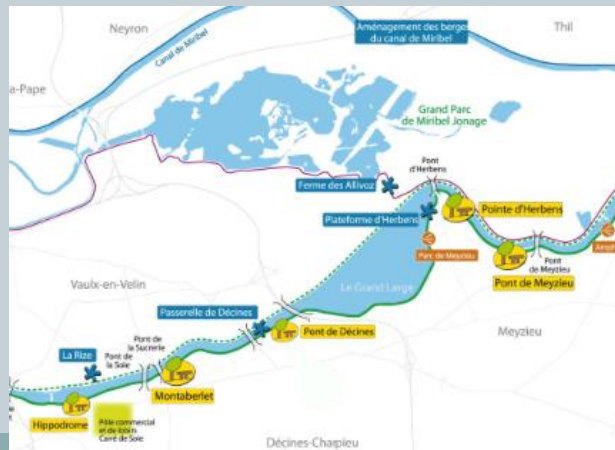 Neyron
Thil
Aménagement des berges
du canal de Miribel
Canal de Miribel
a-Pape
Grand Parc
de Miribel Jonage
Pont
d'Herbens
Ferme des Allivoz
Pointe d'Herbens
Plateforme d'Herbens
Parc de Meyzieu
Pont
de Meyzieu
Pont de Meyzieu
Vaulx-en-Velin
Le Grand Large
Passerelle de Décines
Pont de Décines
Meyzieu
Pont de
la Sucrerie
Pont de
la Soie
La Rize
Montaberlet
Hippodrome
Pôle commercial
et de loisirs
Carré de Soie
Décines-Charpieu